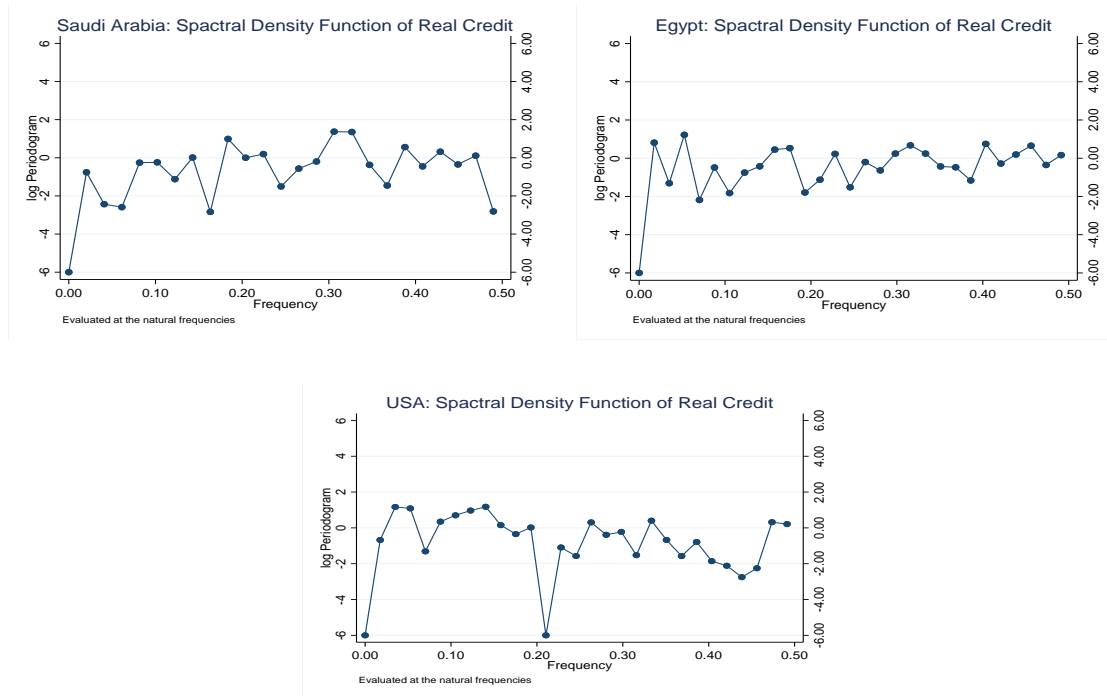 Saudi Arabia: Spactral Density Function of Real Credit
6
4
2
0
-2
-4
-6
log Periodogram
6.00
4.00
2.00
0.00
-2.00
-4.00
-6.00
0.00 0.10 0.20 0.30 0.40 0.50
Frequency
Evaluated at the natural frequencies
Egypt: Spactral Density Function of Real Credit
6
4
2
0
-2
-4
-6
log Periodogram
6.00
4.00
2.00
0.00
-2.00
-4.00
-6.00
0.00 0.10 0.20 0.30 0.40 0.50
Frequency
Evaluated at the natural frequencies
USA: Spactral Density Function of Real Credit
6
4
2
0
-2
-4
-6
log Periodogram
6.00
4.00
2.00
0.00
-2.00
-4.00
-6.00
0.00 0.10 0.20 0.30 0.40 0.50
Frequency
Evaluated at the natural frequencies